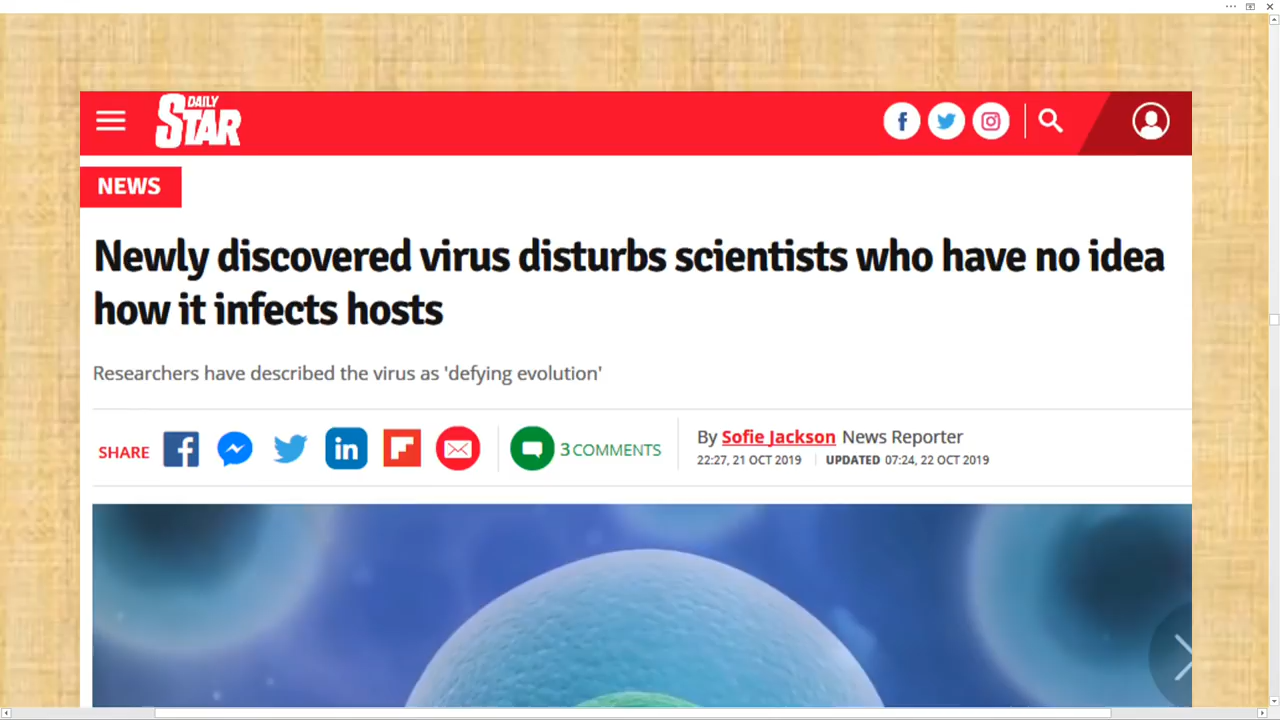 DAILY
STAR
NEWS
Newly discovered virus disturbs scientists who have no idea
how it infects hosts
Researchers have described the virus as 'defying evolution'
SHARE
3 COMMENTS
By Sofie Jackson News Reporter
22:27, 21 OCT 2019 UPDATED 07:24, 22 OCT 2019